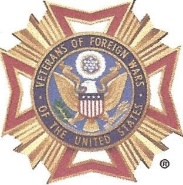 VETERANS OF FOREIGN WARS
OF THE UNITED STATES
®